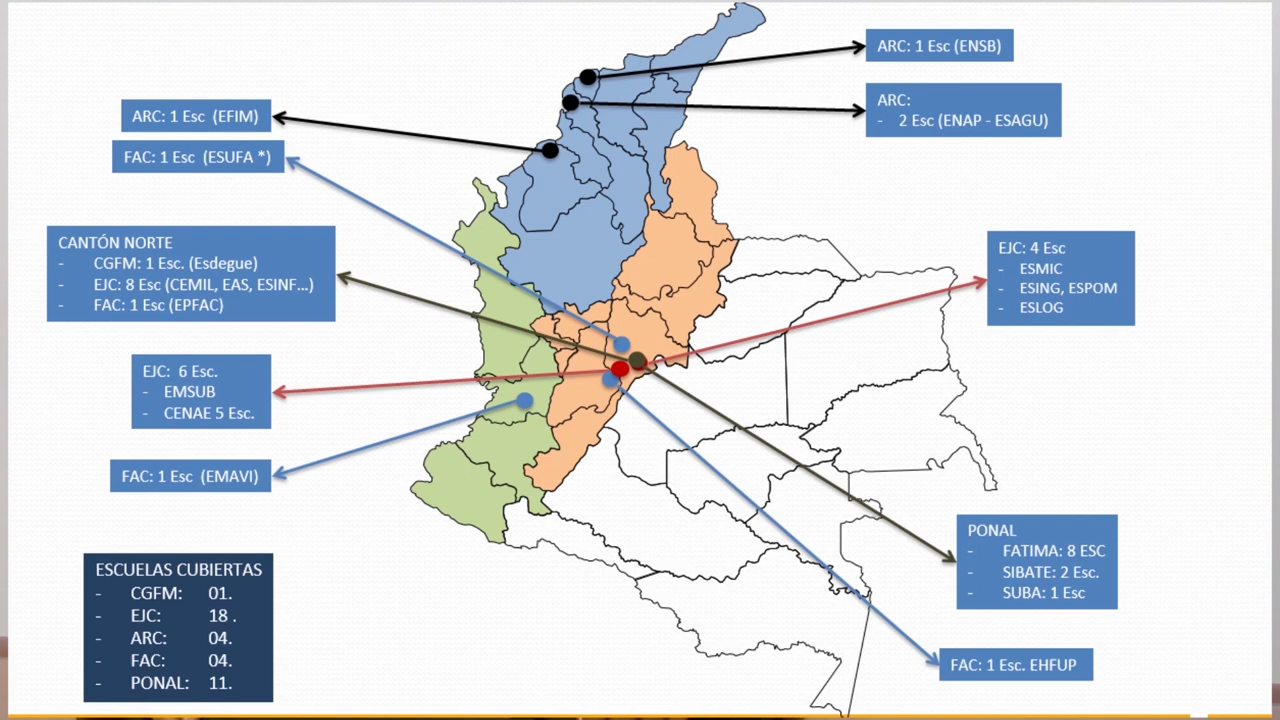 ARC: 1 Esc (ENSB)
ARC:
- 2 Esc (ENAP - ESAGU)
ARC: 1 Esc (EFIM)
FAC: 1 Esc (ESUFA *)
CANTÓN NORTE
- CGFM: 1 Esc. (Esdegue)
- EJC: 8 Esc (CEMIL, EAS, ESINF...)
- FAC: 1 Esc (EPFAC)
EJC: 4 Esc
- ESMIC
- ESING, ESPOM
- ESLOG
EJC: 6 Esc.
- EMSUB
- CENAE 5 Esc.
FAC: 1 Esc (EMAVI)
PONAL
- FATIMA: 8 ESC
- SIBATE: 2 Esc.
- SUBA: 1 Esc
ESCUELAS CUBIERTAS
- CGFM: 01.
- EJC: 18 .
- ARC: 04.
- FAC: 04.
- PONAL: 11.
FAC: 1 Esc. EHFUP